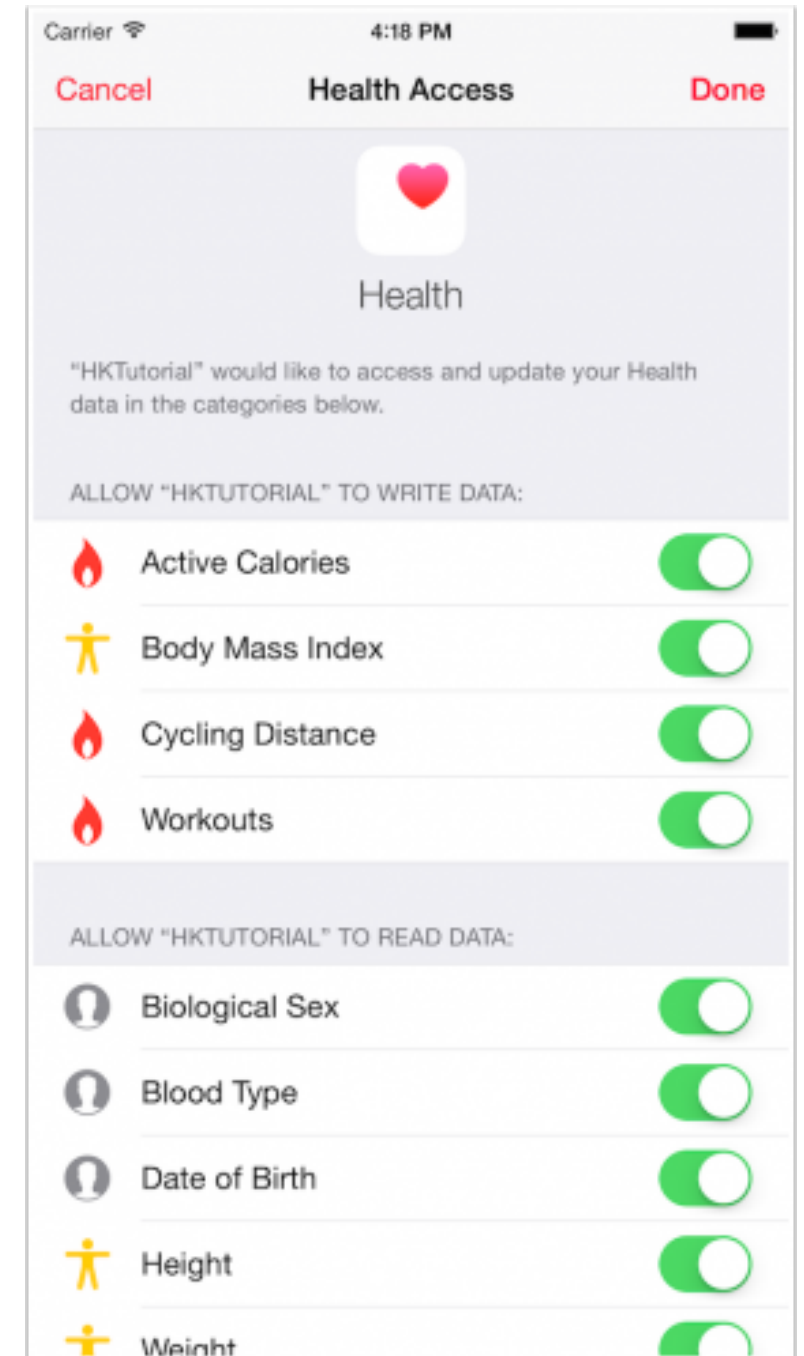 Carrier 4:18 PM
Cancel Health Access Done
Health
“HKTutorial” would like to access and update your Health
data in the categories below.
ALLOW “HKTUTORIAL” TO WRITE DATA:
Active Calories
Body Mass Index
Cycling Distance
Workouts
ALLOW “HKTUTORIAL” TO READ DATA:
Biological Sex
Blood Type
Date of Birth
Height
Weight